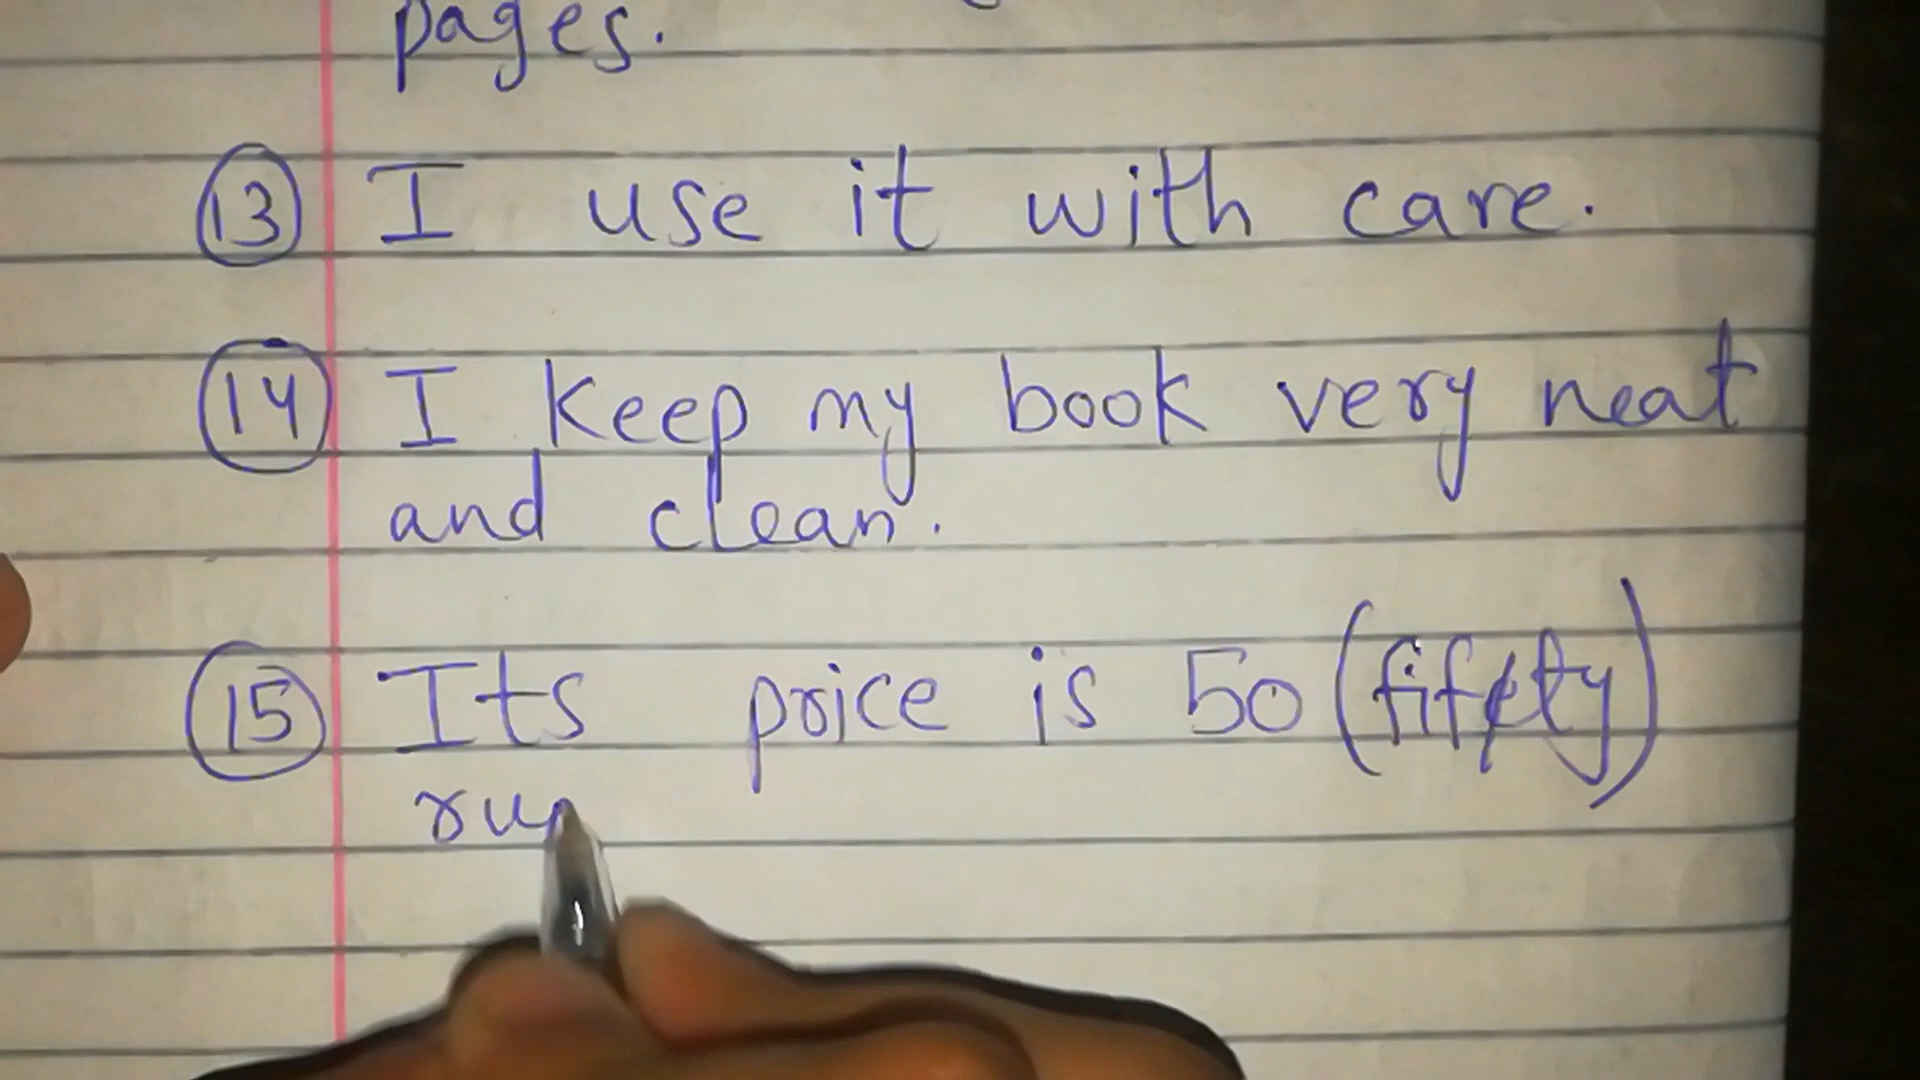 pages.
13 I use it with care.
14 I keep my book very neat
and clean.
15 Its price is 50 (fifty)
rup